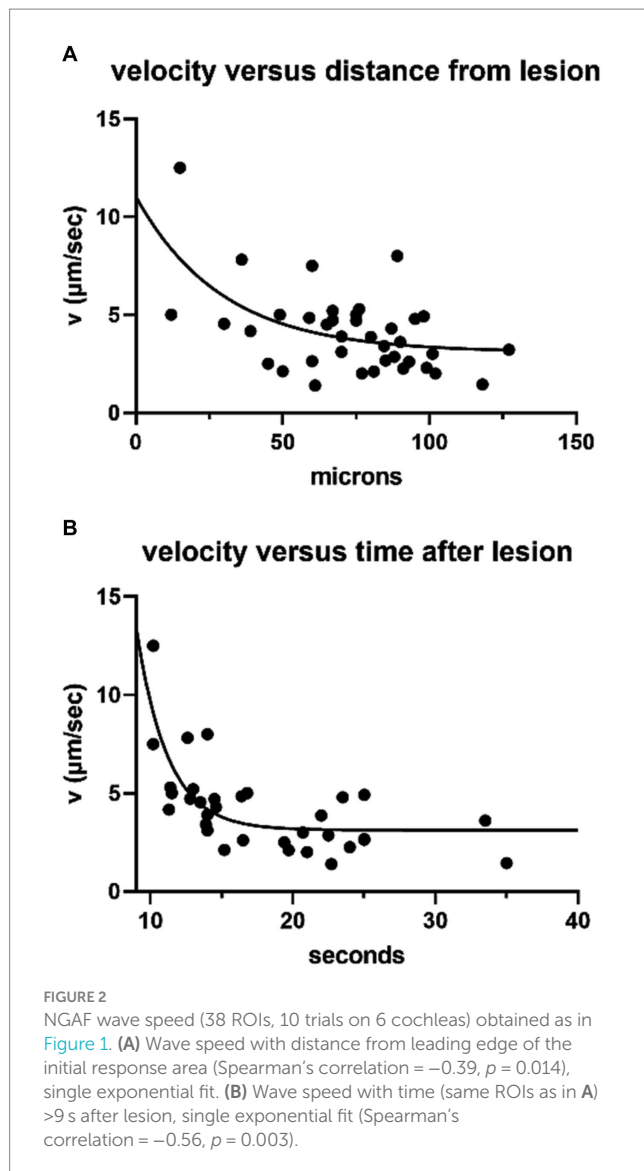 A
velocity versus distance from lesion
15
10
5
0
v (μm/sec)
0 50 100 150
microns
B
velocity versus time after lesion
15
10
5
0
v (μm/sec)
10 20 30 40
seconds
FIGURE 2
NGAF wave speed (38 ROIs, 10 trials on 6 cochleas) obtained as in
Figure 1. (A) Wave speed with distance from leading edge of the
initial response area (Spearman's correlation = −0.39, p = 0.014),
single exponential fit. (B) Wave speed with time (same ROIs as in A)
>9 s after lesion, single exponential fit (Spearman's
correlation = −0.56, p = 0.003).